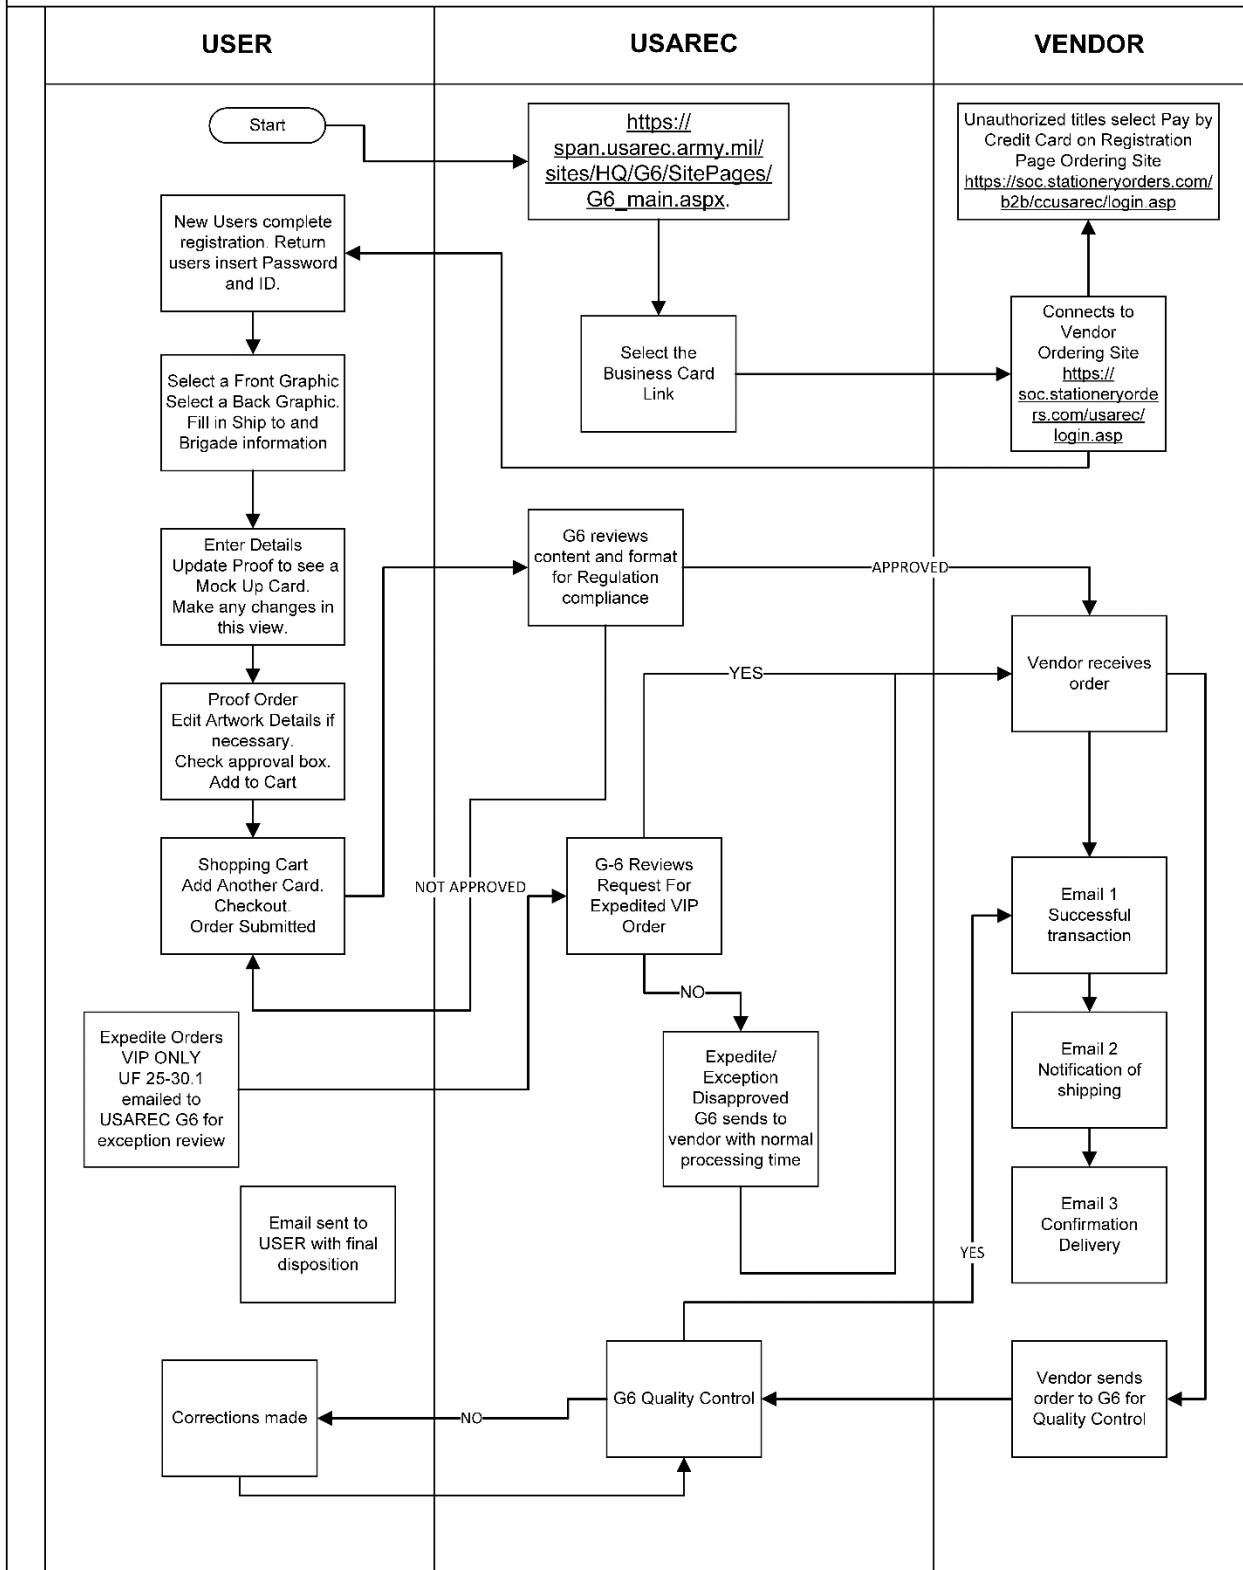 USER
USAREC
VENDOR
Start
https://
span.usarec.army.mil/
sites/HQ/G6/SitePages/
G6_main.aspx.
Unauthorized titles select Pay by
Credit Card on Registration
Page Ordering Site
https://soc.stationeryorders.com/
b2b/ccusarec/login.asp
New Users complete
registration. Return
users insert Password
and ID.
Select the
Business Card
Link
Connects to
Vendor
Ordering Site
https://
soc.stationeryorde
rs.com/usarec/
login.asp
Select a Front Graphic
Select a Back Graphic.
Fill in Ship to and
Brigade information
Enter Details
Update Proof to see a
Mock Up Card.
Make any changes in
this view.
G6 reviews
content and format
for Regulation
compliance
APPROVED
Vendor receives
order
YES
Proof Order
Edit Artwork Details if
necessary.
Check approval box.
Add to Cart
Shopping Cart
Add Another Card.
Checkout.
Order Submitted
NOT APPROVED
G-6 Reviews
Request For
Expedited VIP
Order
Email 1
Successful
transaction
NO
Expedite Orders
VIP ONLY
UF 25-30.1
emailed to
USAREC G6 for
exception review
Expedite/
Exception
Disapproved
G6 sends to
vendor with normal
processing time
Email 2
Notification of
shipping
Email sent to
USER with final
disposition
Email 3
Confirmation
Delivery
YES
Corrections made
NO
G6 Quality Control
Vendor sends
order to G6 for
Quality Control